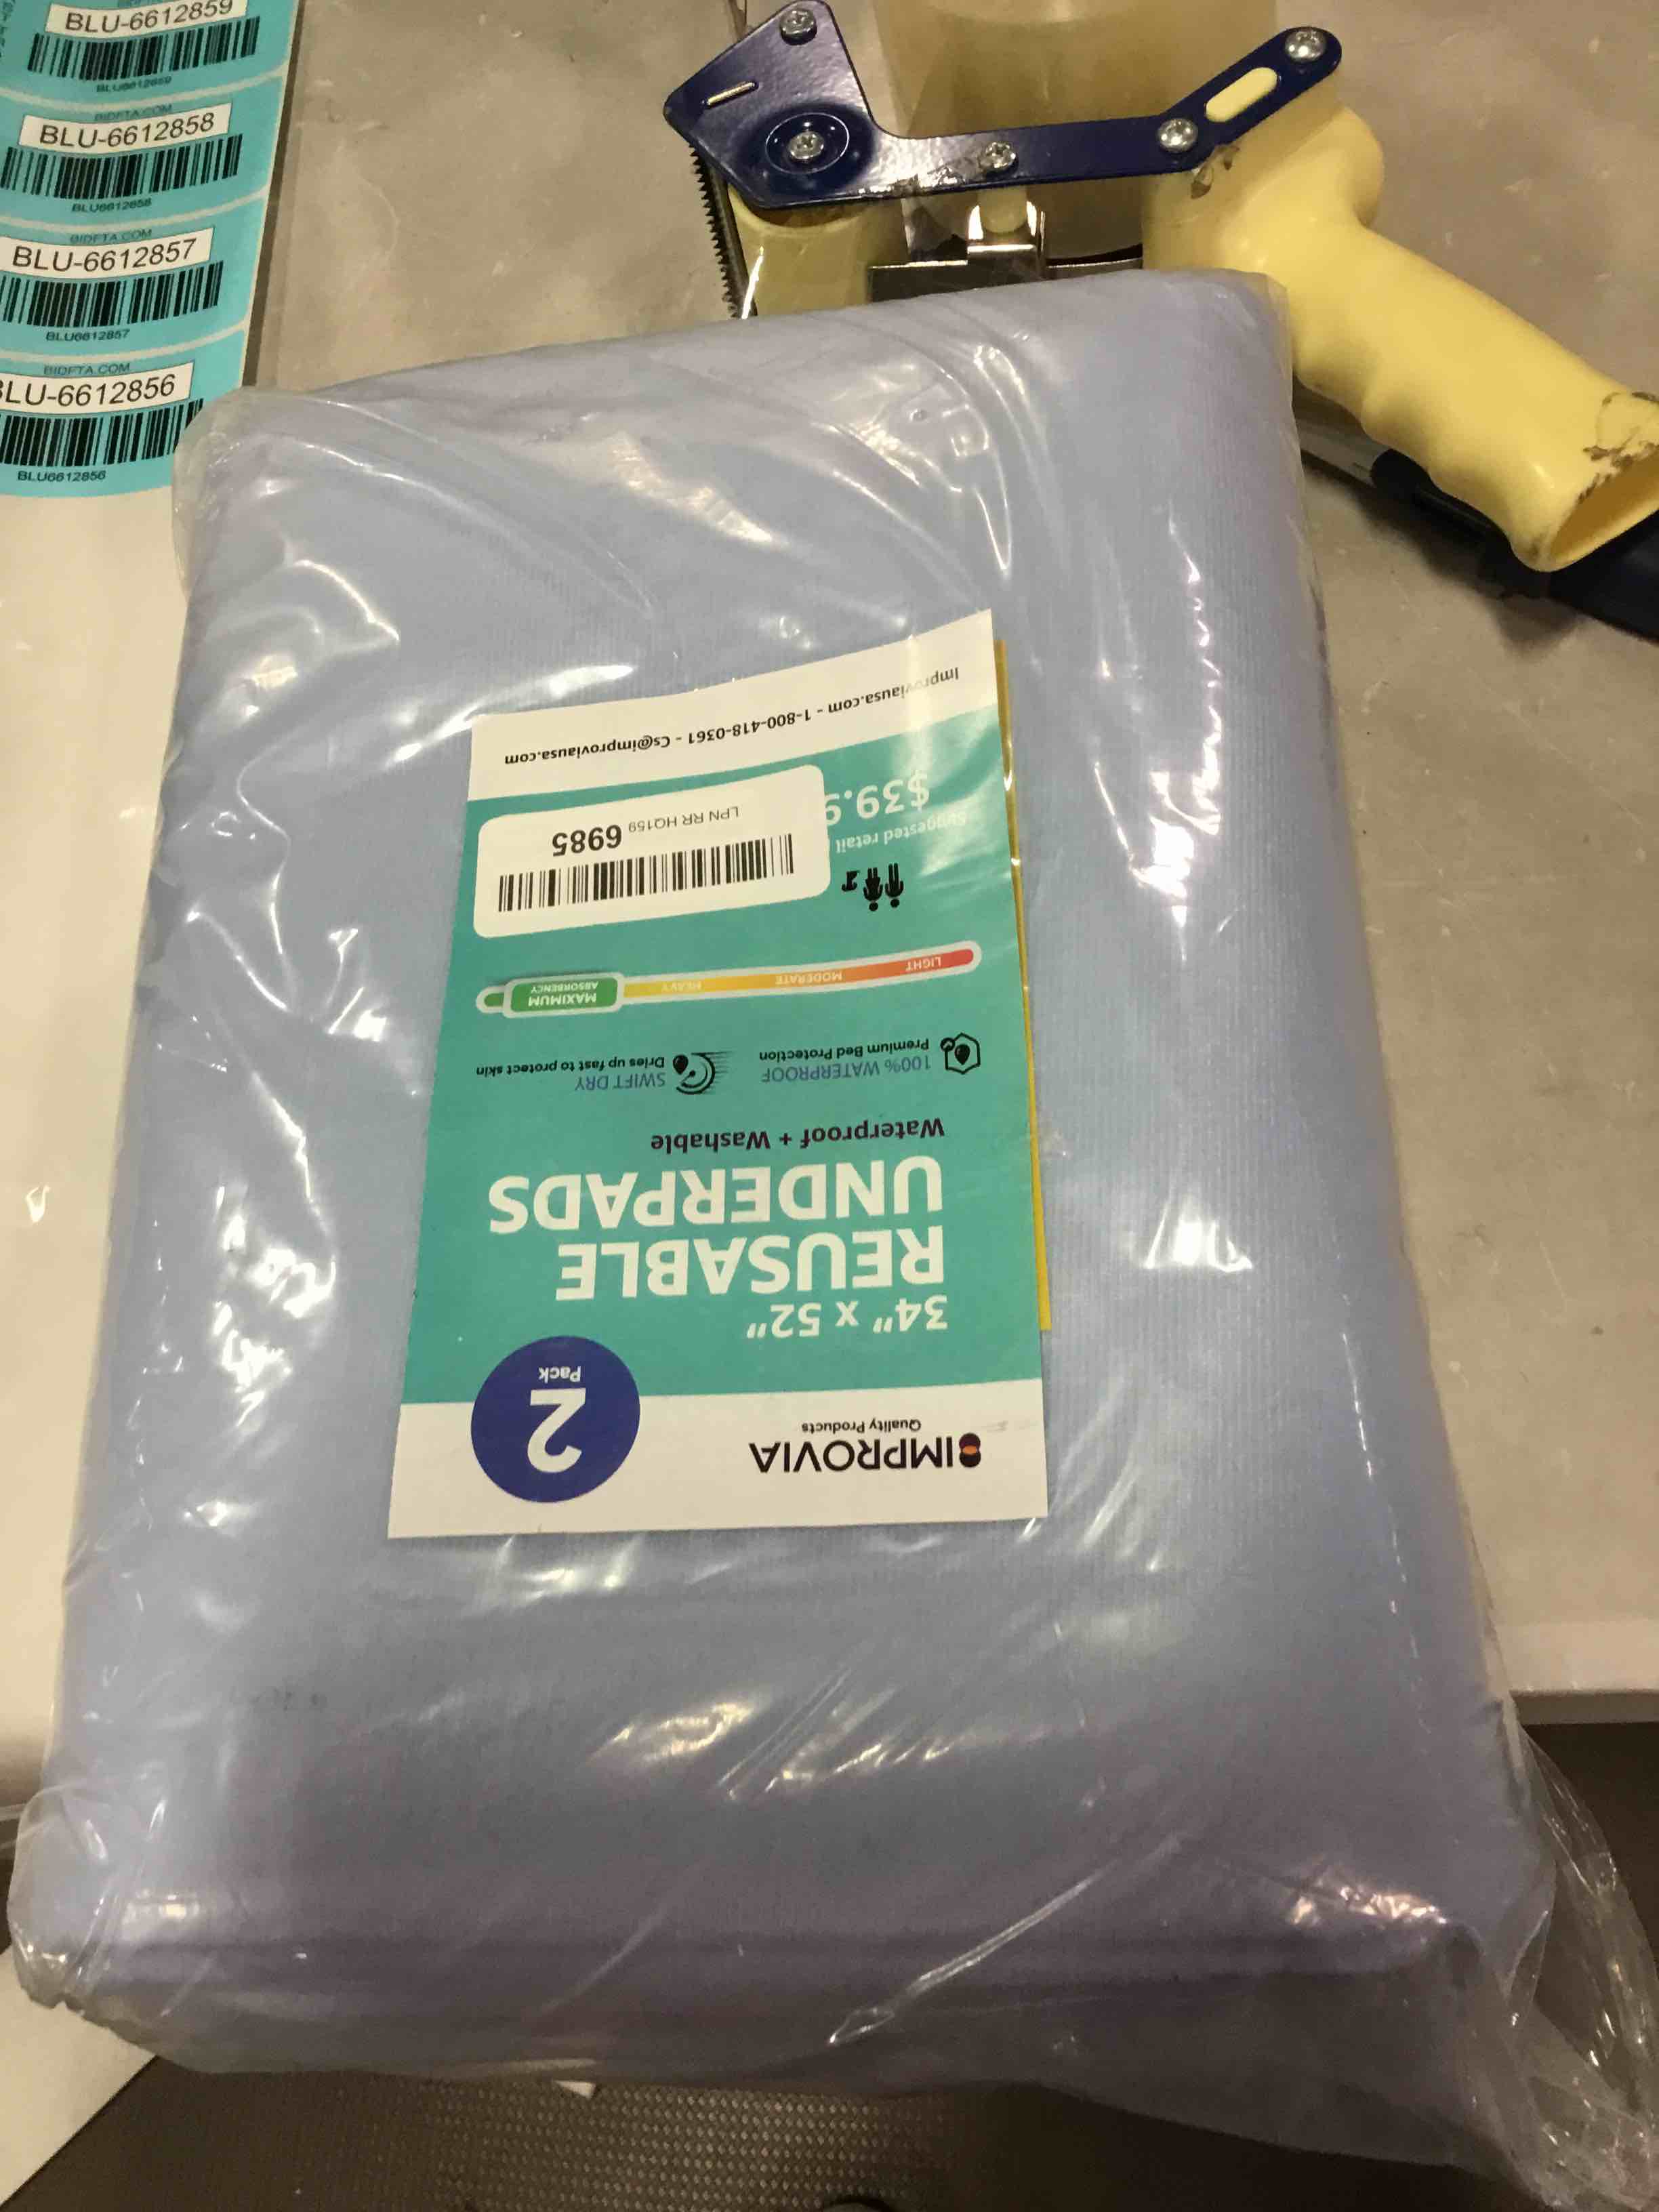 BLU-6612859
BLU6612859
BIDFTA.COM
BLU-6612858
BLU6612858
BIDFTA.COM
BLU-6612857
BLU6612857
BIDFTA.COM
BLU-6612856
BLU6612856
IMPROVIA
Quality Products
2
Pack
34" x 52"
REUSABLE
UNDERPADS
Waterproof + Washable
100% WATERPROOF
Premium Bed Protection
SWIFT DRY
Dries up fast to protect skin
LIGHT
MODERATE
HEAVY
MAXIMUM
ABSORBENCY
Suggested retail
$39.9
LPN RR HQ159 6985
Improviausa.com - 1-800-418-0361 - Cs@improviausa.com